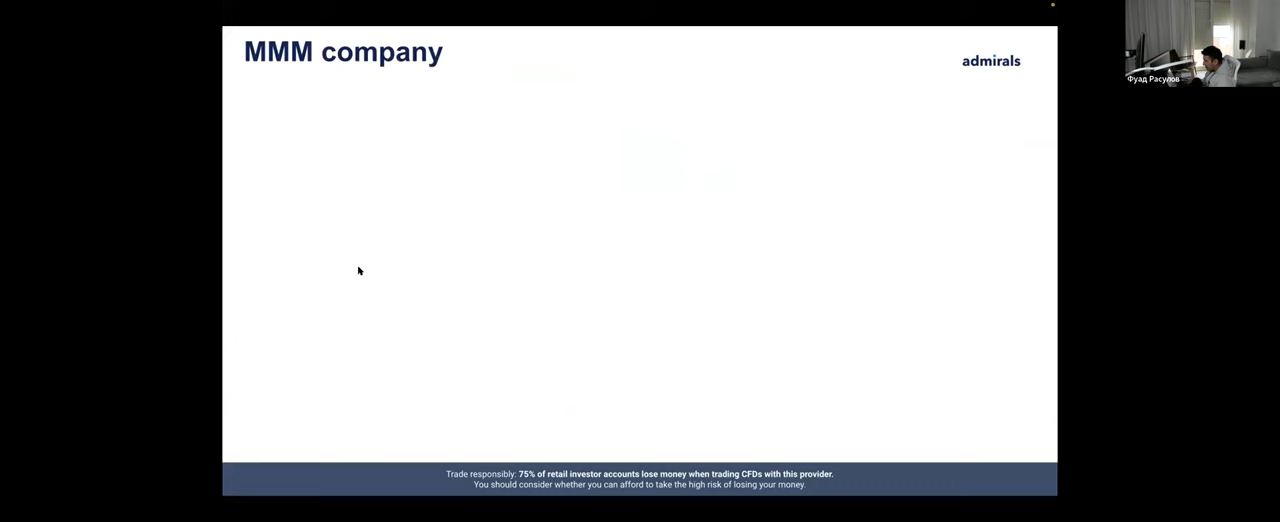 MMM company
admirals
Фуад Расулов
Trade responsibly: 75% of retail investor accounts lose money when trading CFDs with this provider.
You should consider whether you can afford to take the high risk of losing your money.